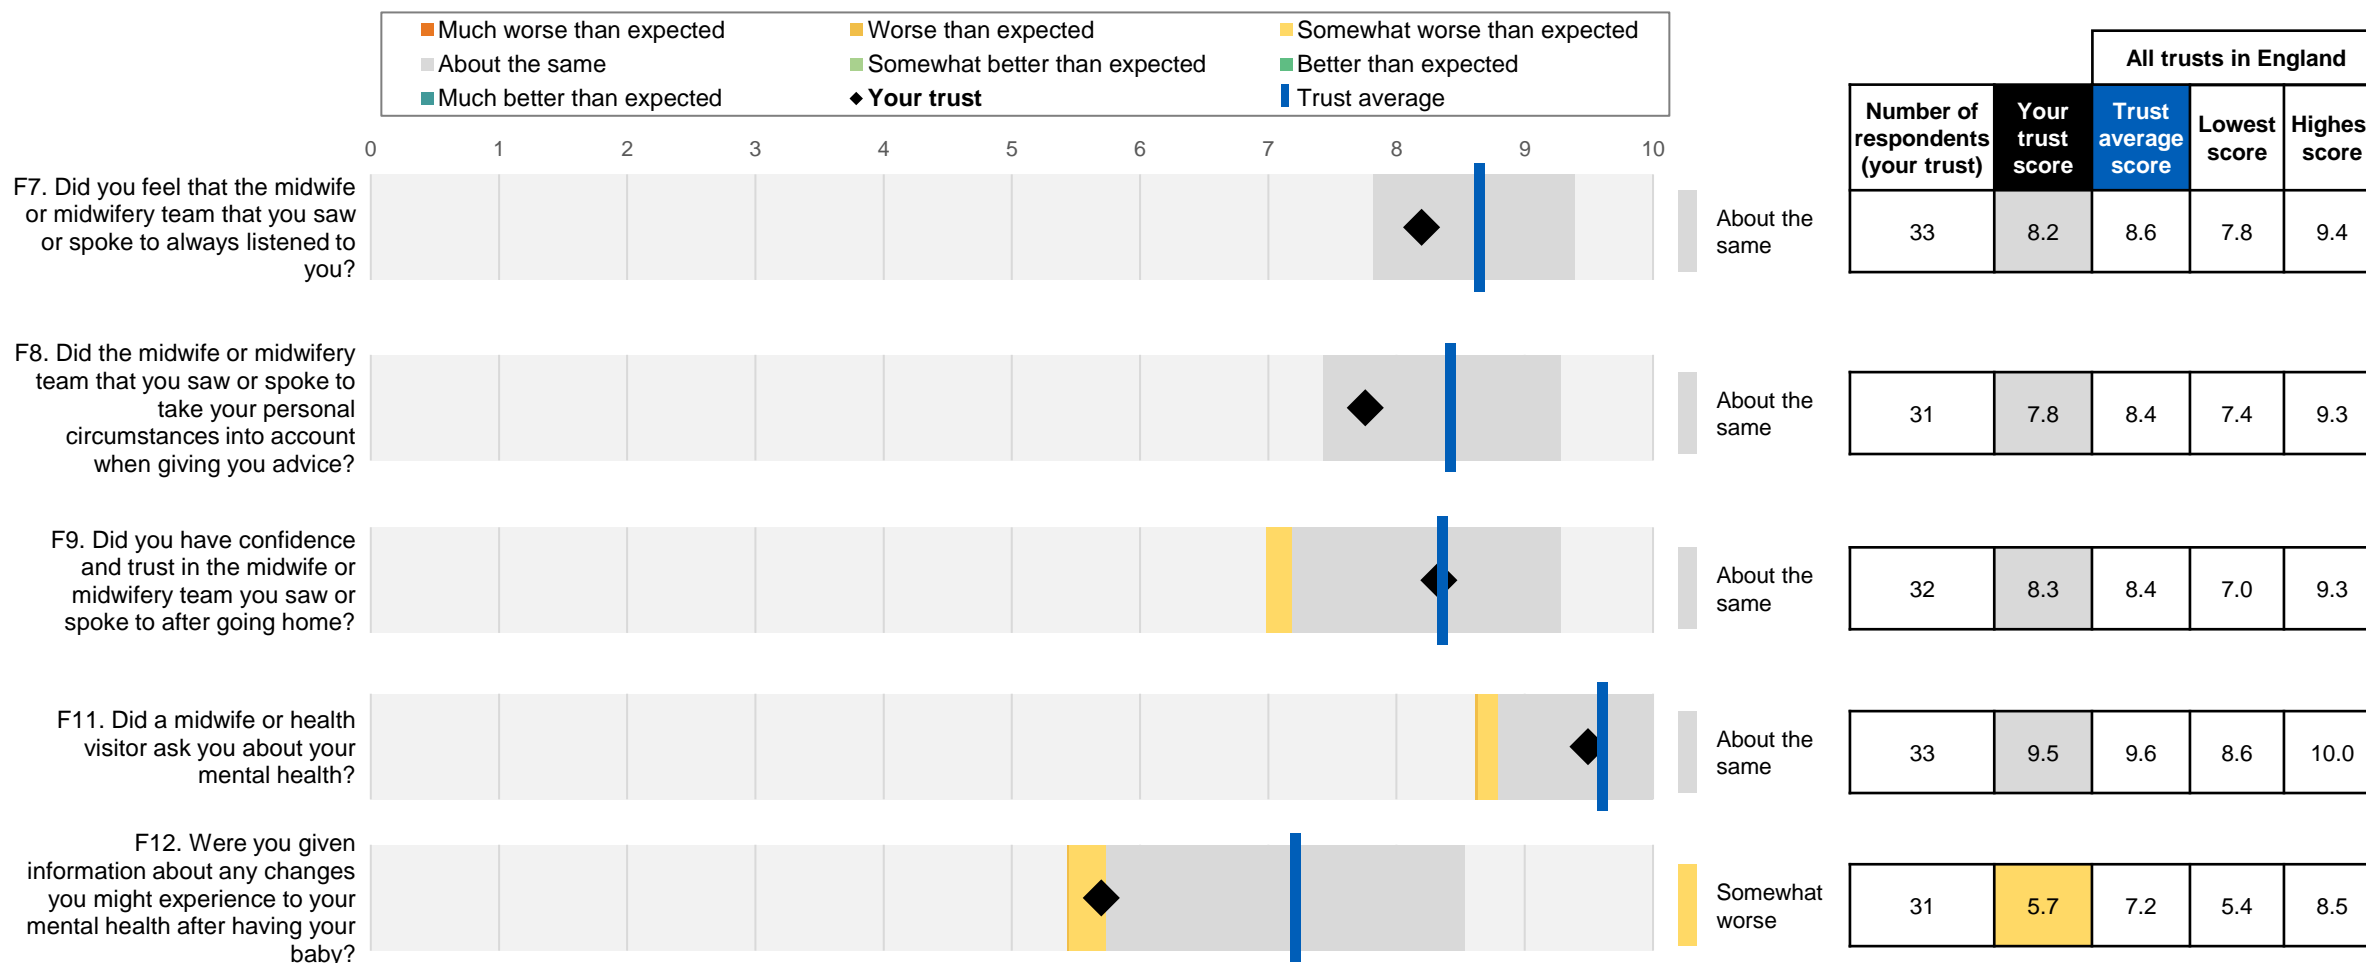 Much worse than expected
Worse than expected
Somewhat worse than expected
About the same
Somewhat better than expected
Better than expected
Much better than expected
Your trust
Trust average
All trusts in England
Number of
respondents
(your trust)
Your
trust
score
Trust
average
score
Lowest
score
Highes
score
0 1 2 3 4 5 6 7 8 9 10
F7. Did you feel that the midwife
or midwifery team that you saw
or spoke to always listened to
you?
About the
same
33 8.2 8.6 7.8 9.4
F8. Did the midwife or midwifery
team that you saw or spoke to
take your personal
circumstances into account
when giving you advice?
About the
same
31 7.8 8.4 7.4 9.3
F9. Did you have confidence
and trust in the midwife or
midwifery team you saw or
spoke to after going home?
About the
same
32 8.3 8.4 7.0 9.3
F11. Did a midwife or health
visitor ask you about your
mental health?
About the
same
33 9.5 9.6 8.6 10.0
F12. Were you given
information about any changes
you might experience to your
mental health after having your
baby?
Somewhat
worse
31 5.7 7.2 5.4 8.5